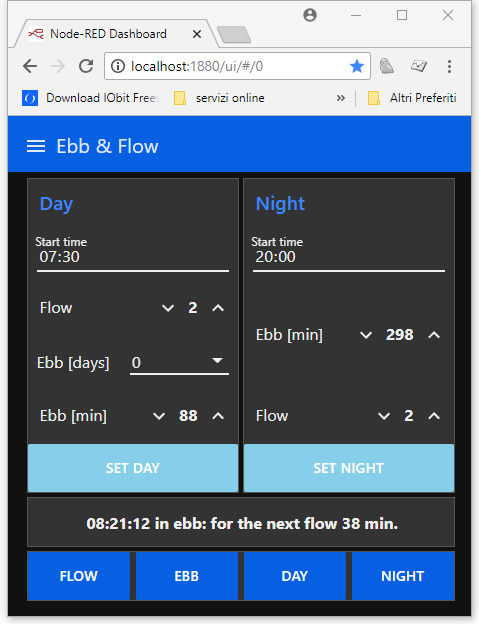 Node-RED Dashboard
localhost:1880/ui/#/0
Download IObit Free
servizi online
»
Altri Preferiti
Ebb & Flow
Day
Start time
07:30
Flow
2
Ebb [days]
0
Ebb [min]
88
SET DAY
Night
Start time
20:00
Ebb [min]
298
Flow
2
SET NIGHT
08:21:12 in ebb: for the next flow 38 min.
FLOW
EBB
DAY
NIGHT